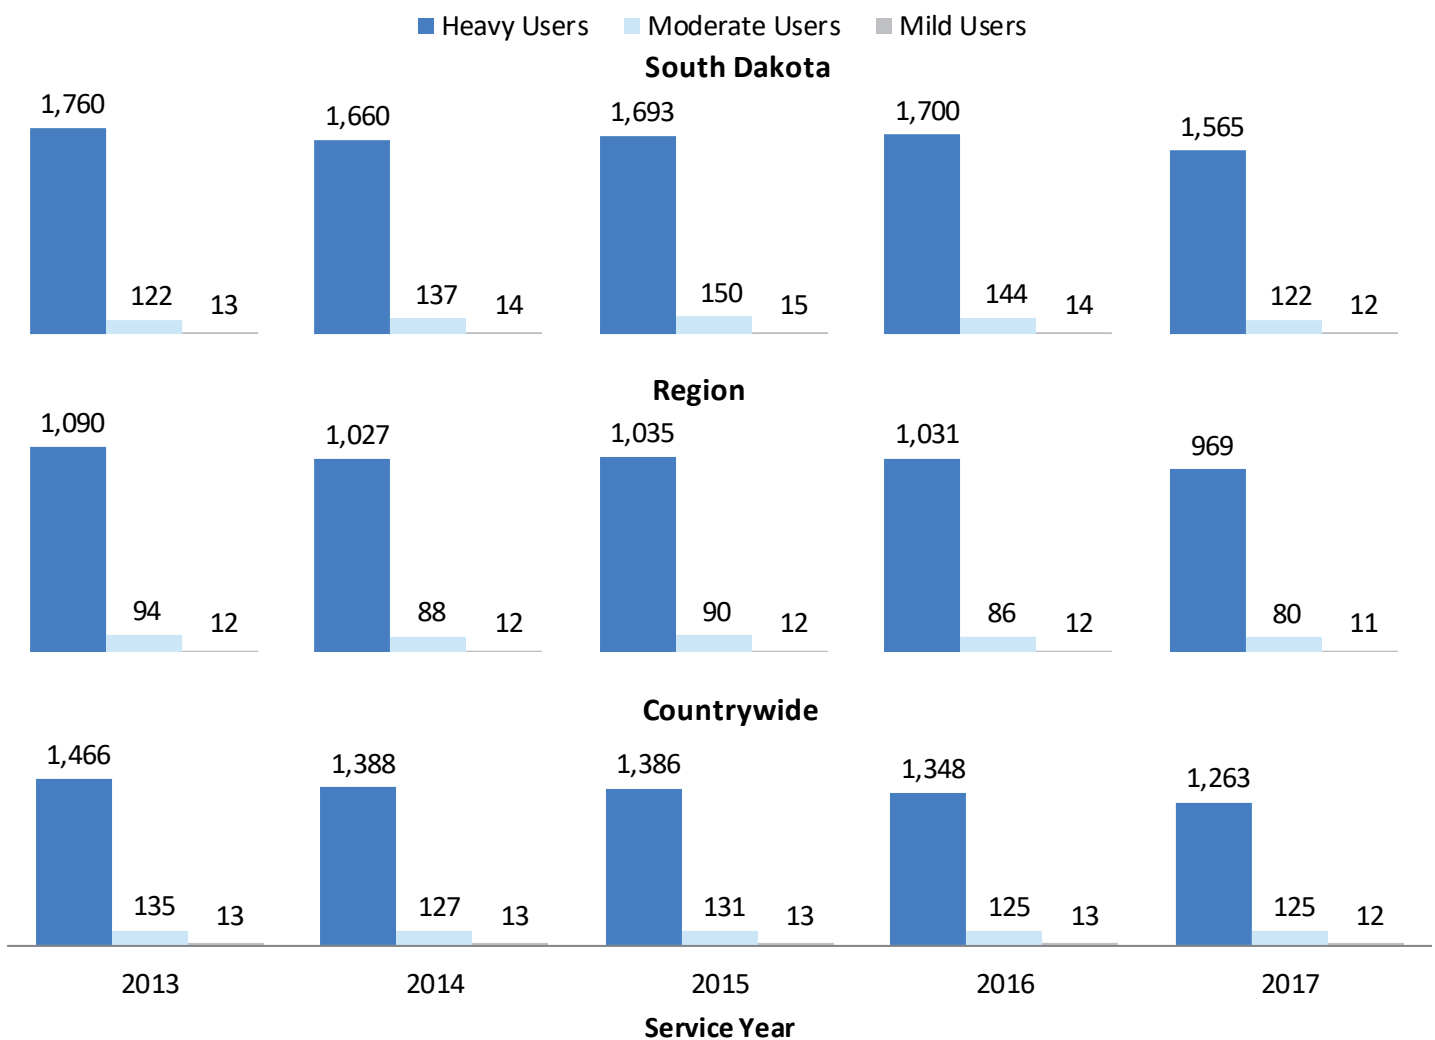 Heavy Users Moderate Users Mild Users
South Dakota
1,760 1,660 1,693 1,700 1,565
122 13 137 14 150 15 144 14 122 12
Region
1,090 1,027 1,035 1,031 969
94 12 88 12 90 12 86 12 80 11
Countrywide
1,466 1,388 1,386 1,348 1,263
135 13 127 13 131 13 125 13 125 12
2013 2014 2015 2016 2017
Service Year